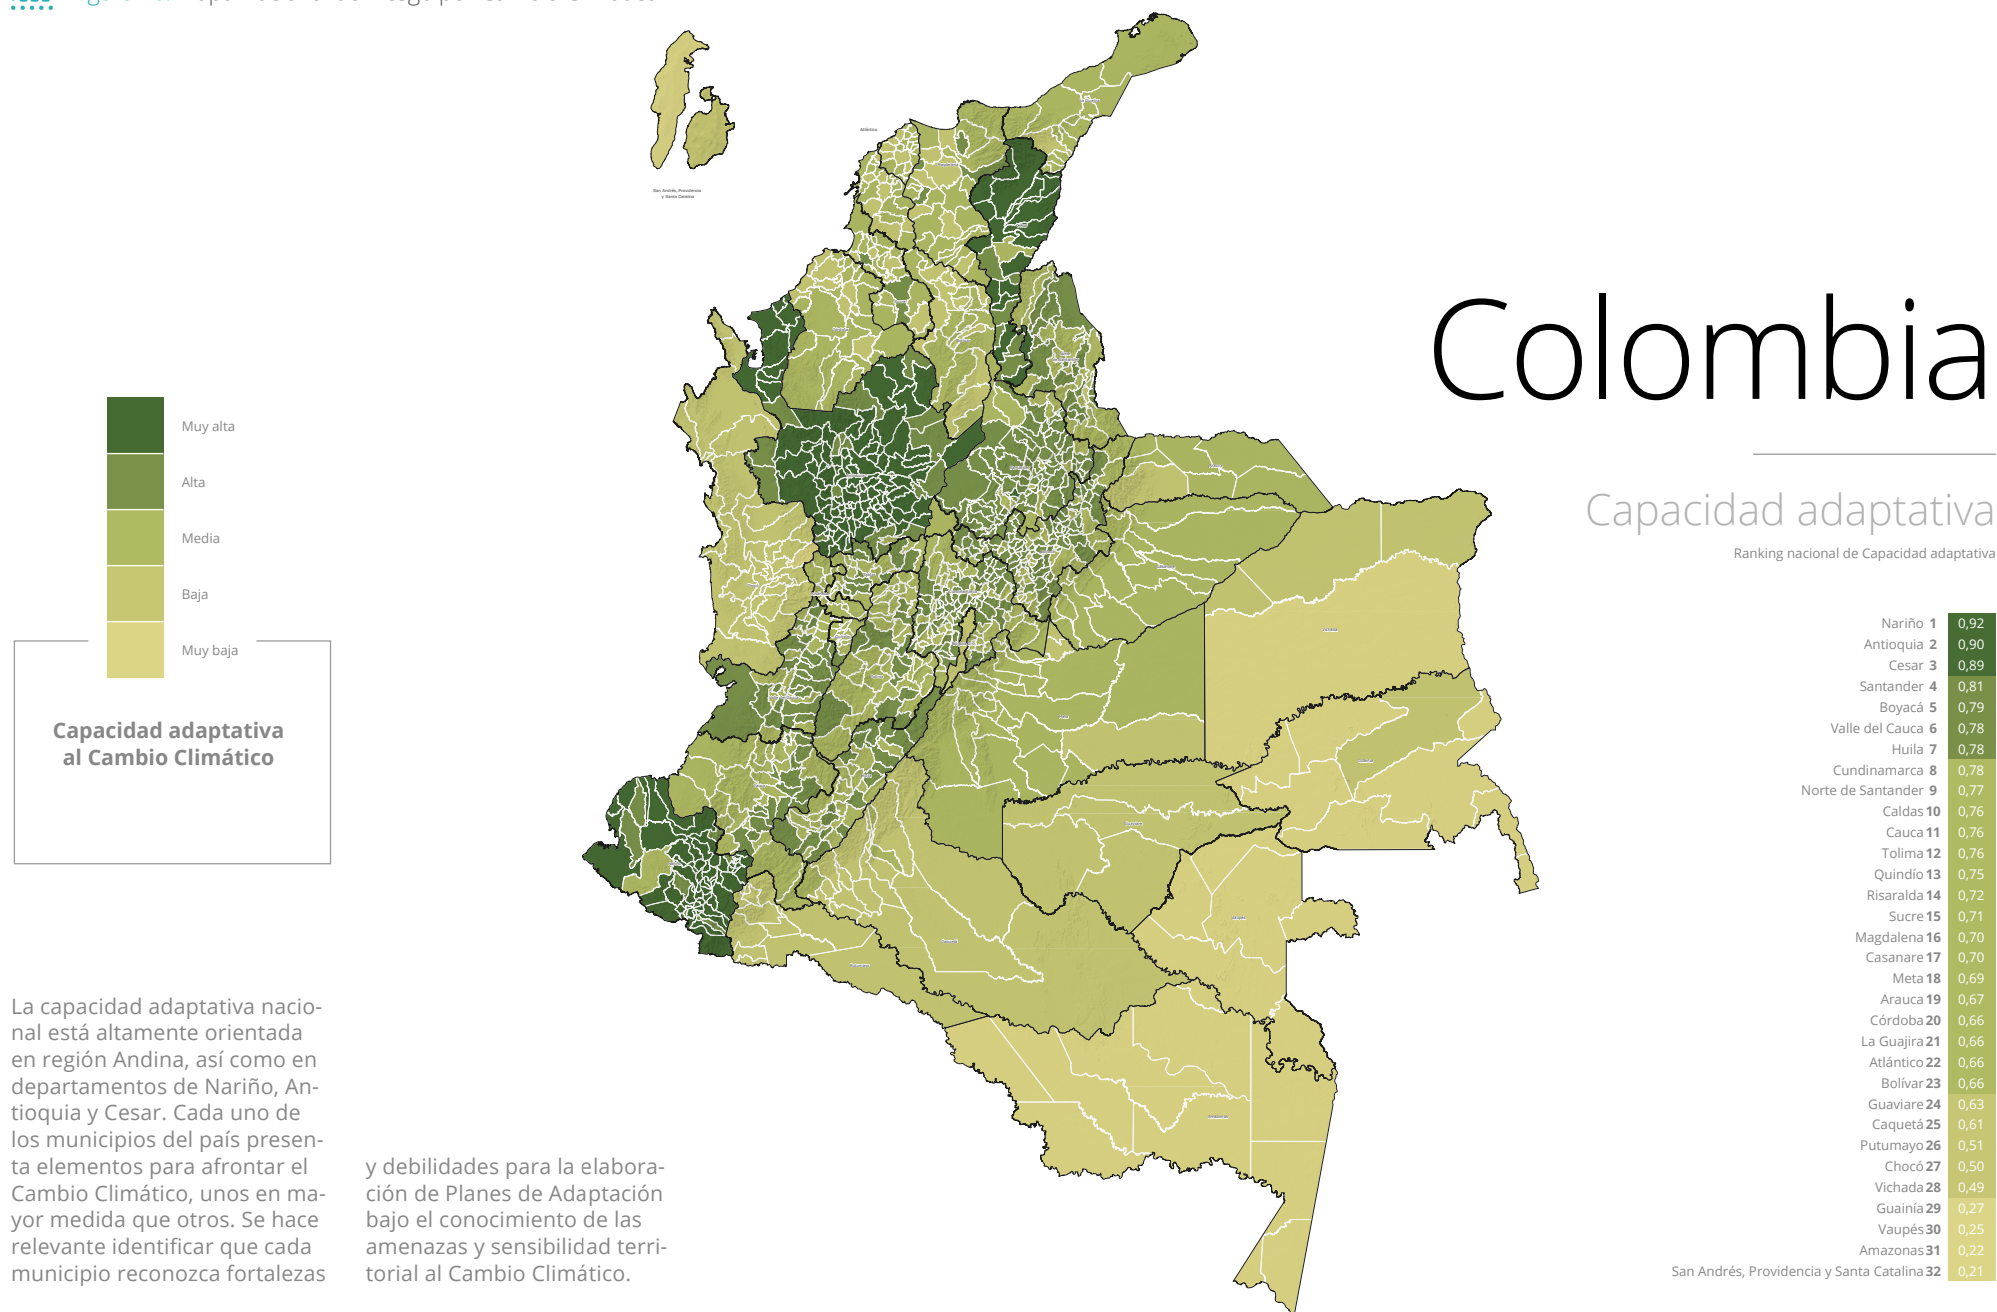 Colombia
Capacidad adaptativa
Ranking nacional de Capacidad adaptativa
Atlántico
San Andrés, Providencia
y Santa Catalina
Muy alta
Alta
Media
Baja
Muy baja
Capacidad adaptativa
al Cambio Climático
Nariño 1 0,92
Antioquia 2 0,90
Cesar 3 0,89
Santander 4 0,81
Boyacá 5 0,79
Valle del Cauca 6 0,78
Huila 7 0,78
Cundinamarca 8 0,78
Norte de Santander 9 0,77
Caldas 10 0,76
Cauca 11 0,76
Tolima 12 0,76
Quindío 13 0,75
Risaralda 14 0,72
Sucre 15 0,71
Magdalena 16 0,70
Casanare 17 0,70
Meta 18 0,69
Arauca 19 0,67
Córdoba 20 0,66
La Guajira 21 0,66
Atlántico 22 0,66
Bolívar 23 0,66
Guaviare 24 0,63
Caquetá 25 0,61
Putumayo 26 0,51
Chocó 27 0,50
Vichada 28 0,49
Guainía 29 0,27
Vaupés 30 0,25
Amazonas 31 0,22
San Andrés, Providencia y Santa Catalina 32 0,21
La capacidad adaptativa nacio-
nal está altamente orientada
en región Andina, así como en
departamentos de Nariño, An-
tioquia y Cesar. Cada uno de
los municipios del país presen-
ta elementos para afrontar el
Cambio Climático, unos en ma-
yor medida que otros. Se hace
relevante identificar que cada
municipio reconozca fortalezas
y debilidades para la elabora-
ción de Planes de Adaptación
bajo el conocimiento de las
amenazas y sensibilidad terri-
torial al Cambio Climático.